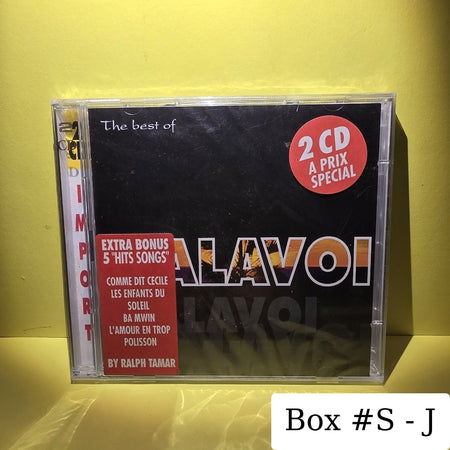 The best of
2 CD
A PRIX
SPECIAL
ALAVOI
ALAVOI
EXTRA BONUS
5 "HITS SONGS"
COMME DIT CECILE
LES ENFANTS DU
SOLEIL
BA MWIN
L'AMOUR EN TROP
POLISSON
BY RALPH TAMAR
IMPORT
Box #S - J